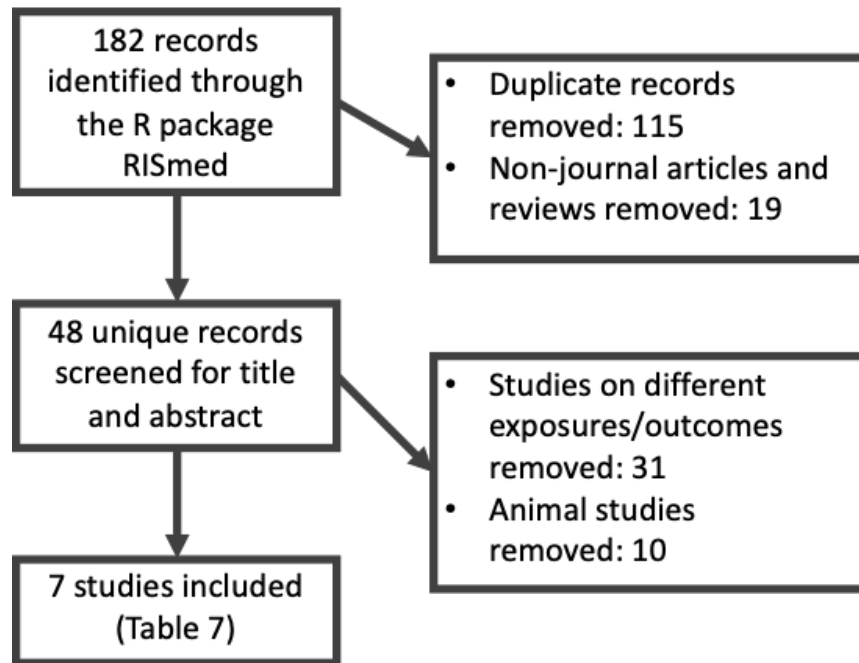 182 records
identified through
the R package
RISmed
• Duplicate records
removed: 115
• Non-journal articles and
reviews removed: 19
48 unique records
screened for title
and abstract
• Studies on different
exposures/outcomes
removed: 31
• Animal studies
removed: 10
7 studies included
(Table 7)